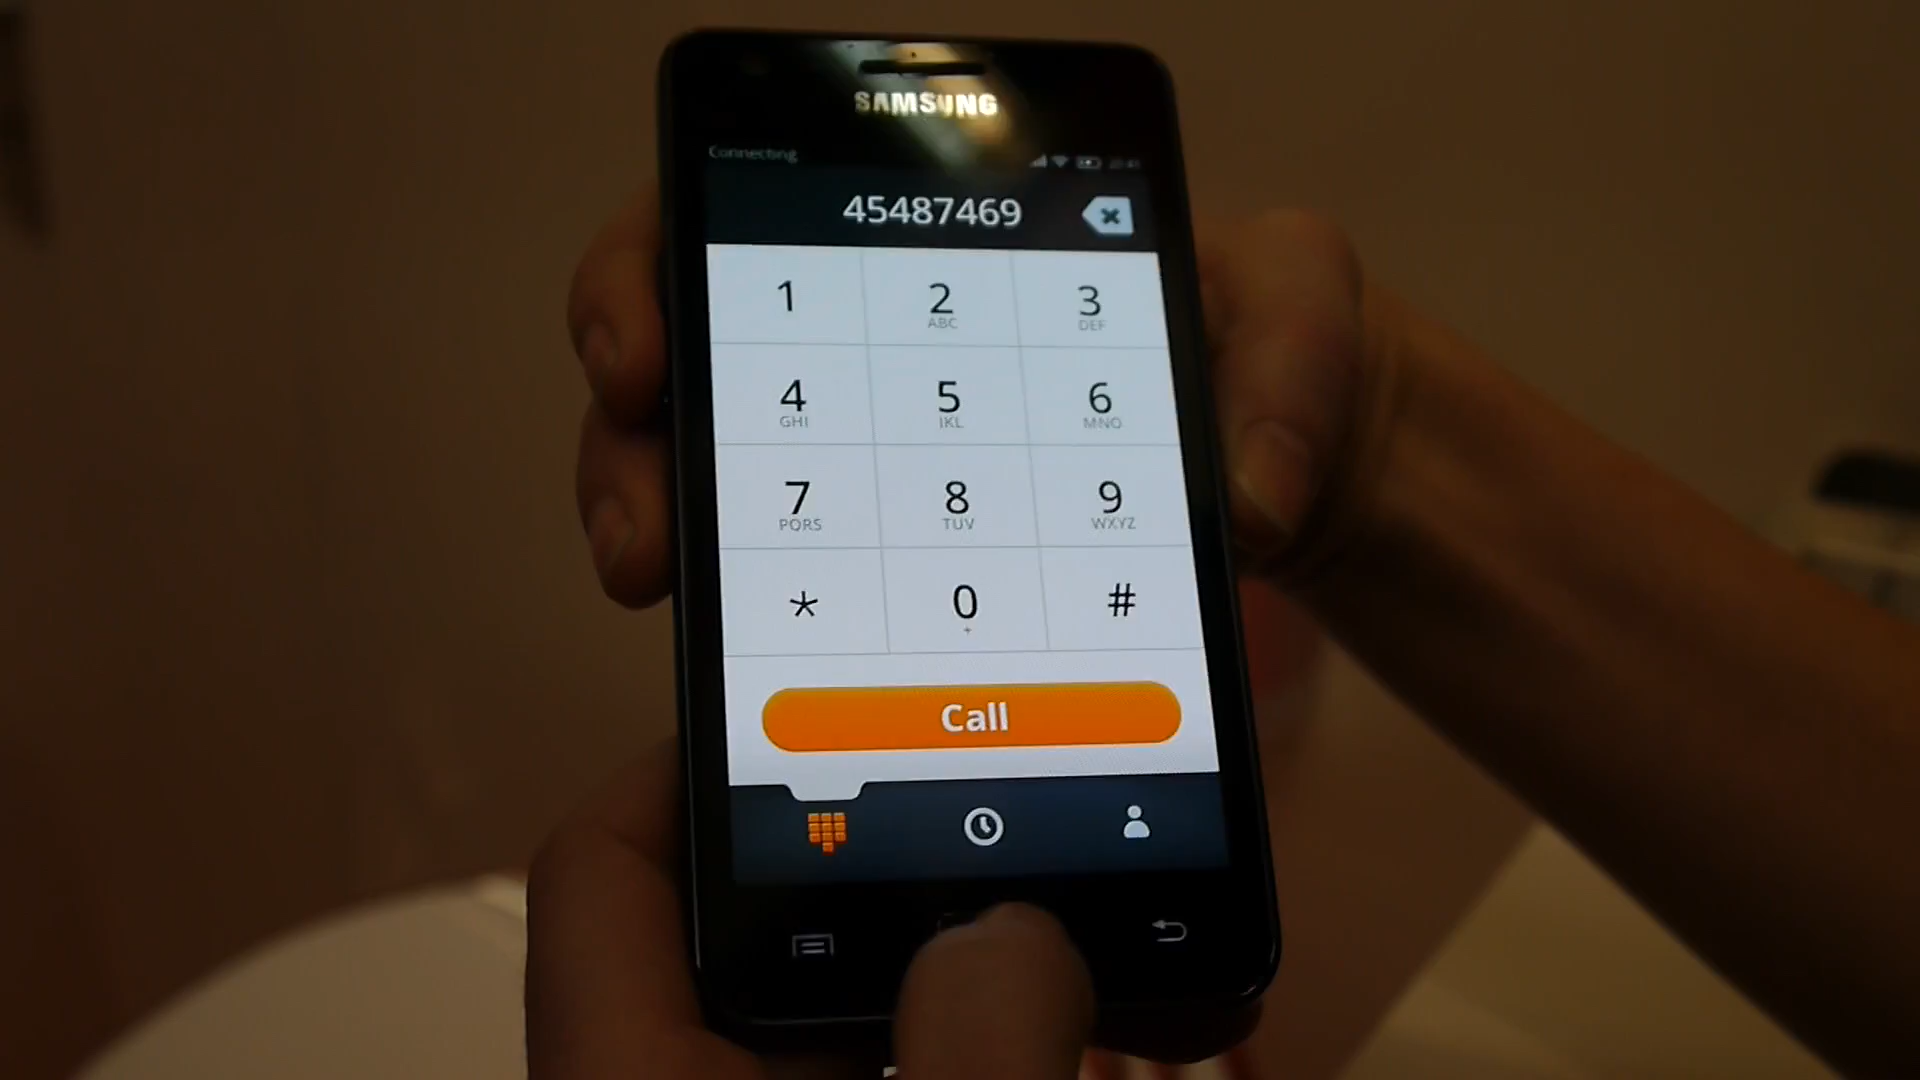 SAMSUNG
Connecting
45487469
1 2 3
ABC DEF
4 5 6
GHI JKL MNO
7 8 9
PQRS TUV WXYZ
* 0 #
+
Call